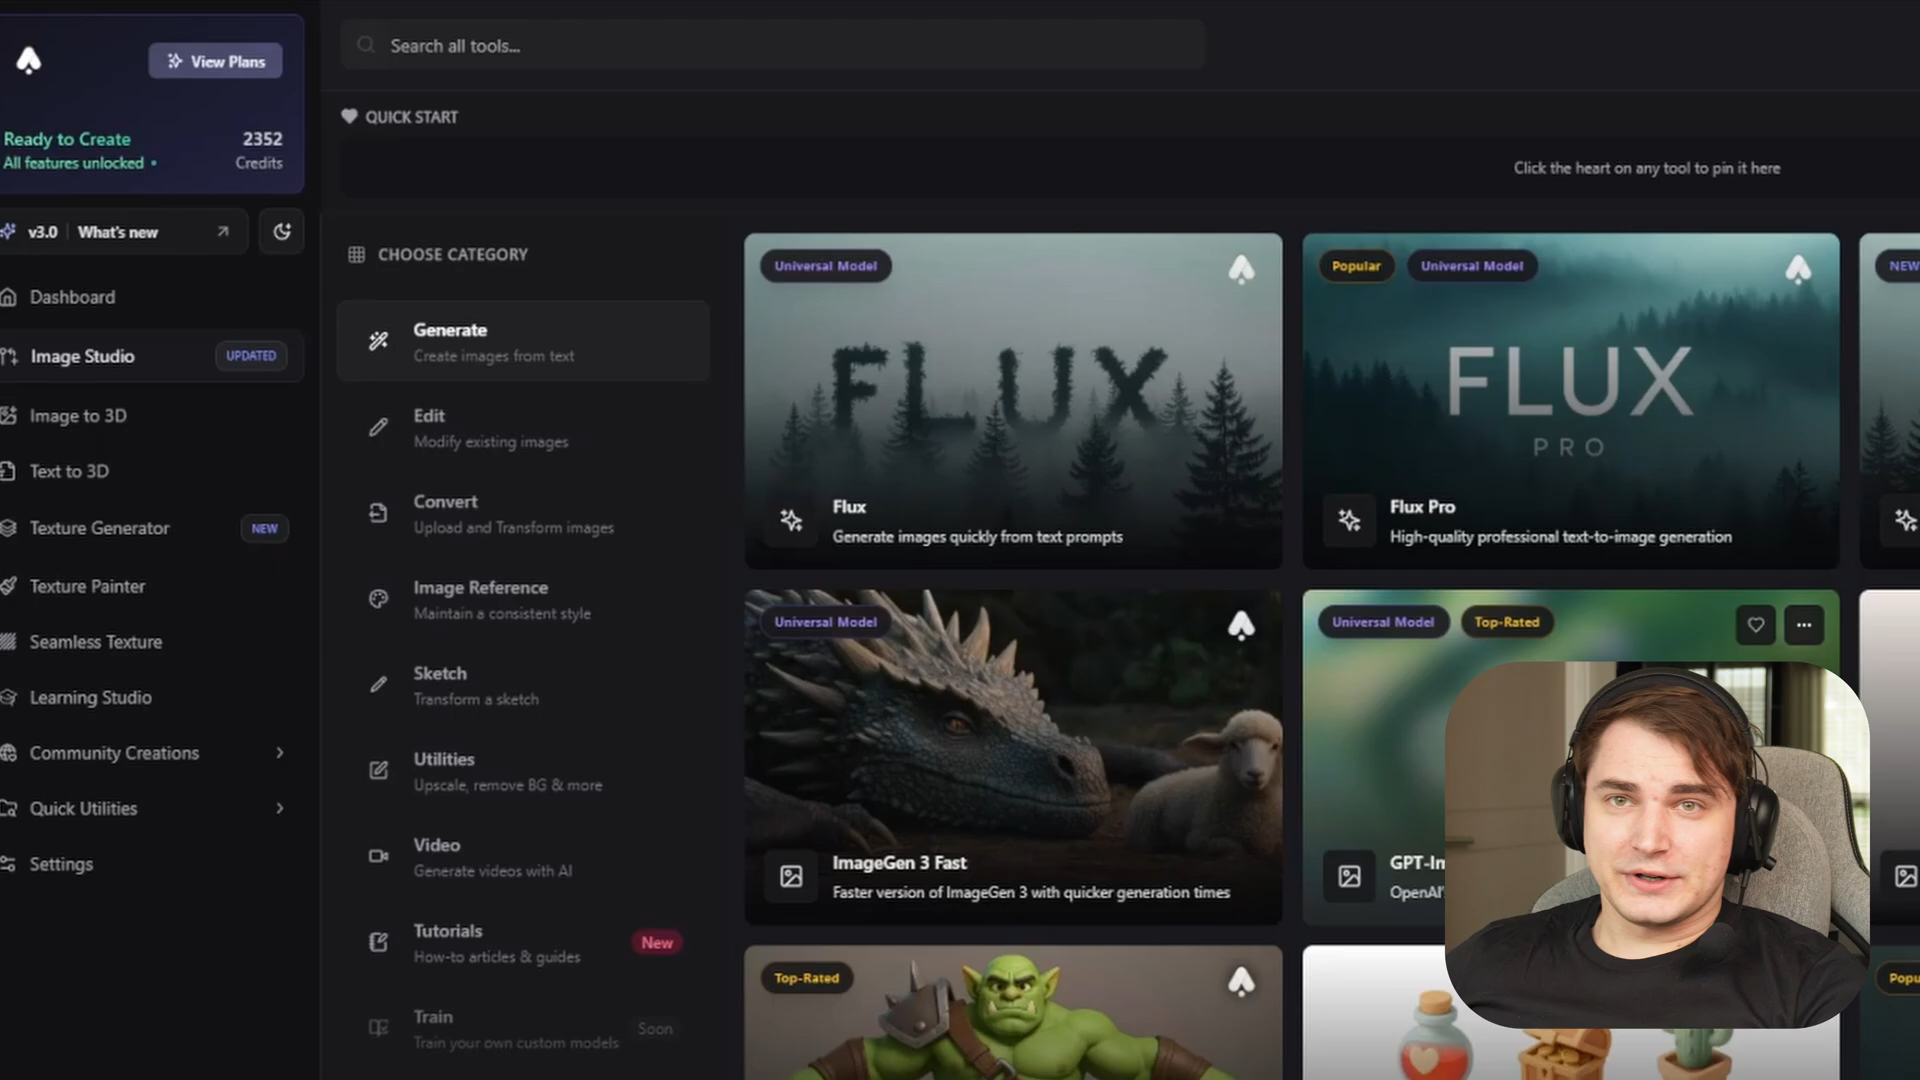 View Plans
Ready to Create
2352
All features unlocked
Credits
v3.0 | What's new
Dashboard
Image Studio
UPDATED
Image to 3D
Text to 3D
Texture Generator
NEW
Texture Painter
Seamless Texture
Learning Studio
Community Creations
Quick Utilities
Settings
Search all tools...
QUICK START
Click the heart on any tool to pin it here
CHOOSE CATEGORY
Generate
Create images from text
Edit
Modify existing images
Convert
Upload and Transform images
Image Reference
Maintain a consistent style
Sketch
Transform a sketch
Utilities
Upscale, remove BG & more
Video
Generate videos with AI
Tutorials
New
How-to articles & guides
Train
Soon
Train your own custom models
Universal Model
FLUX
Flux
Generate images quickly from text prompts
Popular
Universal Model
FLUX
PRO
Flux Pro
High-quality professional text-to-image generation
NEW
Universal Model
ImageGen 3 Fast
Faster version of ImageGen 3 with quicker generation times
Universal Model
Top-Rated
GPT-Im
OpenAI'
Top-Rated
Popu